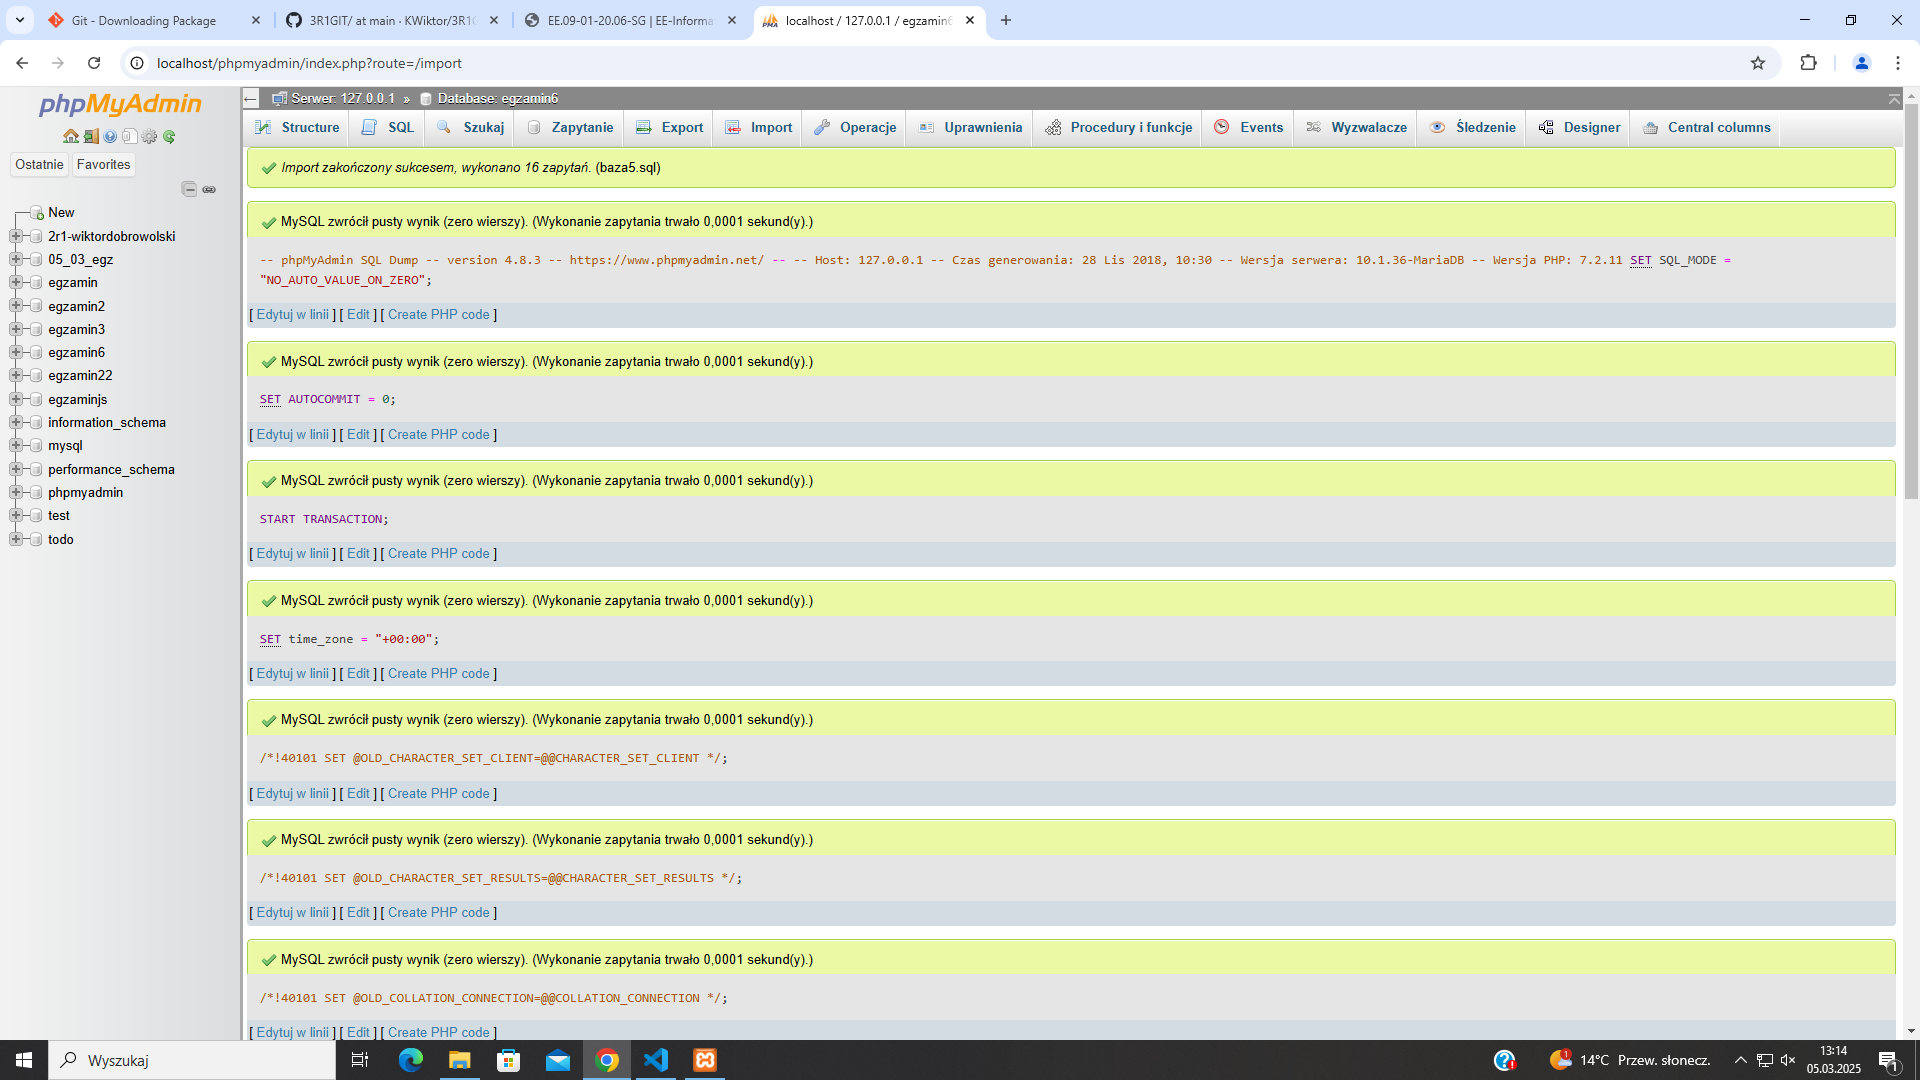 Git - Downloading Package
3R1GIT/ at main · KWiktor/3R1G
EE.09-01-20.06-SG | EE-Informa
localhost / 127.0.0.1 / egzamin6
localhost/phpmyadmin/index.php?route=/import
phpMyAdmin
Ostatnie
Favorites
New
2r1-wiktordobrowolski
05_03_egz
egzamin
egzamin2
egzamin3
egzamin6
egzamin22
egzaminjs
information_schema
mysql
performance_schema
phpmyadmin
test
todo
Serwer: 127.0.0.1 » Database: egzamin6
Structure SQL Szukaj Zapytanie Export Import Operacje Uprawnienia Procedury i funkcje Events Wyzwalacze Śledzenie Designer Central columns
Import zakończony sukcesem, wykonano 16 zapytań. (baza5.sql)
MySQL zwrócił pusty wynik (zero wierszy). (Wykonanie zapytania trwało 0,0001 sekund(y).)
-- phpMyAdmin SQL Dump -- version 4.8.3 -- https://www.phpmyadmin.net/ -- -- Host: 127.0.0.1 -- Czas generowania: 28 Lis 2018, 10:30 -- Wersja serwera: 10.1.36-MariaDB -- Wersja PHP: 7.2.11 SET SQL_MODE =
"NO_AUTO_VALUE_ON_ZERO";
[ Edytuj w linii ] [ Edit ] [ Create PHP code ]
MySQL zwrócił pusty wynik (zero wierszy). (Wykonanie zapytania trwało 0,0001 sekund(y).)
SET AUTOCOMMIT = 0;
[ Edytuj w linii ] [ Edit ] [ Create PHP code ]
MySQL zwrócił pusty wynik (zero wierszy). (Wykonanie zapytania trwało 0,0001 sekund(y).)
START TRANSACTION;
[ Edytuj w linii ] [ Edit ] [ Create PHP code ]
MySQL zwrócił pusty wynik (zero wierszy). (Wykonanie zapytania trwało 0,0001 sekund(y).)
SET time_zone = "+00:00";
[ Edytuj w linii ] [ Edit ] [ Create PHP code ]
MySQL zwrócił pusty wynik (zero wierszy). (Wykonanie zapytania trwało 0,0001 sekund(y).)
/*!40101 SET @OLD_CHARACTER_SET_CLIENT=@@CHARACTER_SET_CLIENT */;
[ Edytuj w linii ] [ Edit ] [ Create PHP code ]
MySQL zwrócił pusty wynik (zero wierszy). (Wykonanie zapytania trwało 0,0001 sekund(y).)
/*!40101 SET @OLD_CHARACTER_SET_RESULTS=@@CHARACTER_SET_RESULTS */;
[ Edytuj w linii ] [ Edit ] [ Create PHP code ]
MySQL zwrócił pusty wynik (zero wierszy). (Wykonanie zapytania trwało 0,0001 sekund(y).)
/*!40101 SET @OLD_COLLATION_CONNECTION=@@COLLATION_CONNECTION */;
[ Edytuj w linii ] [ Edit ] [ Create PHP code ]
Wyszukaj
14°C Przew. słonecz.
13:14
05.03.2025